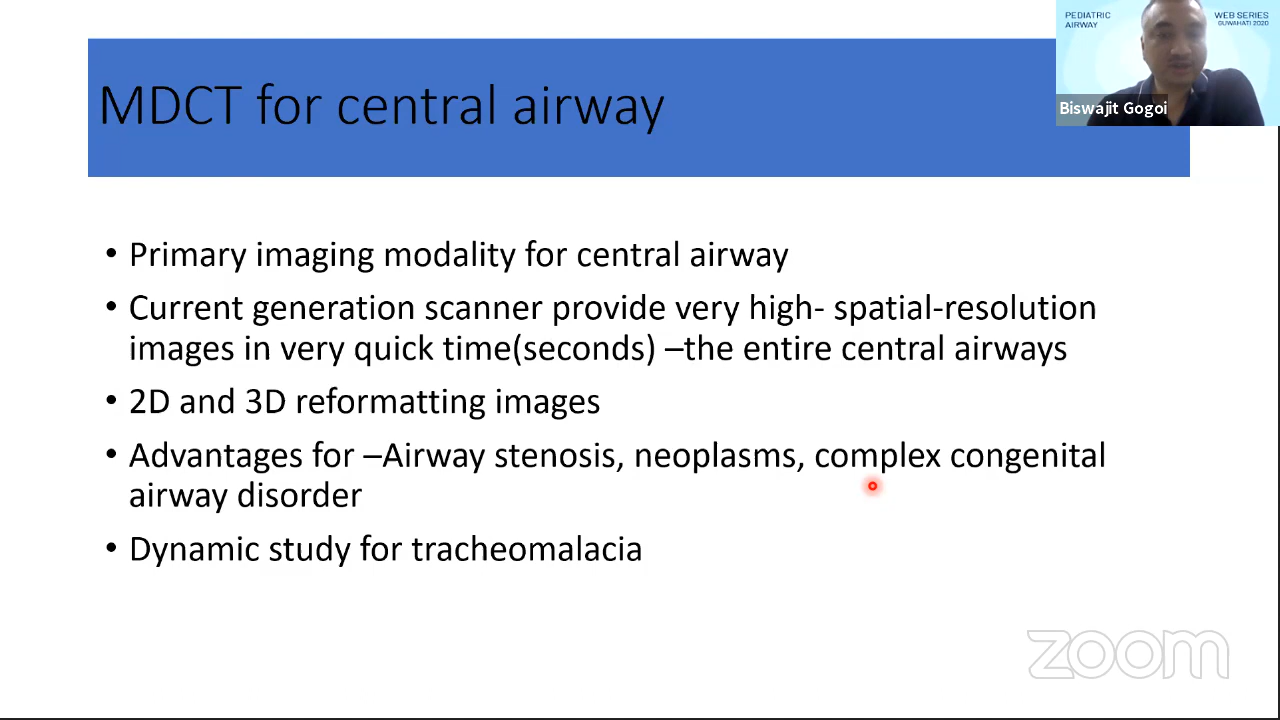 PEDIATRIC
AIRWAY
WEB SERIES
GUWAHATI 2020
Biswajit Gogoi
MDCT for central airway
• Primary imaging modality for central airway
• Current generation scanner provide very high- spatial-resolution
images in very quick time(seconds) –the entire central airways
• 2D and 3D reformatting images
• Advantages for –Airway stenosis, neoplasms, complex congenital
airway disorder
• Dynamic study for tracheomalacia
zoom